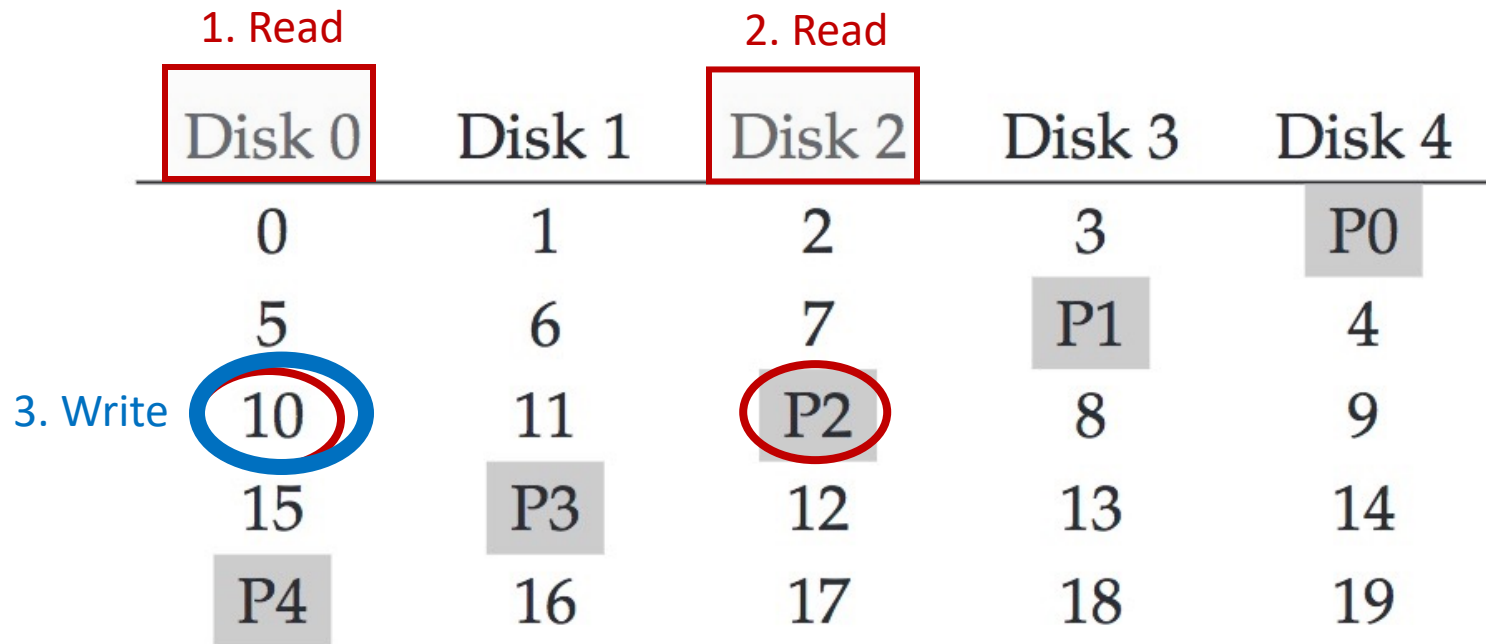 1. Read 2. Read
Disk 0 Disk 1 Disk 2 Disk 3 Disk 4
0 1 2 3 P0
5 6 7 P1 4
3. Write 10 11 P2 8 9
15 P3 12 13 14
P4 16 17 18 19